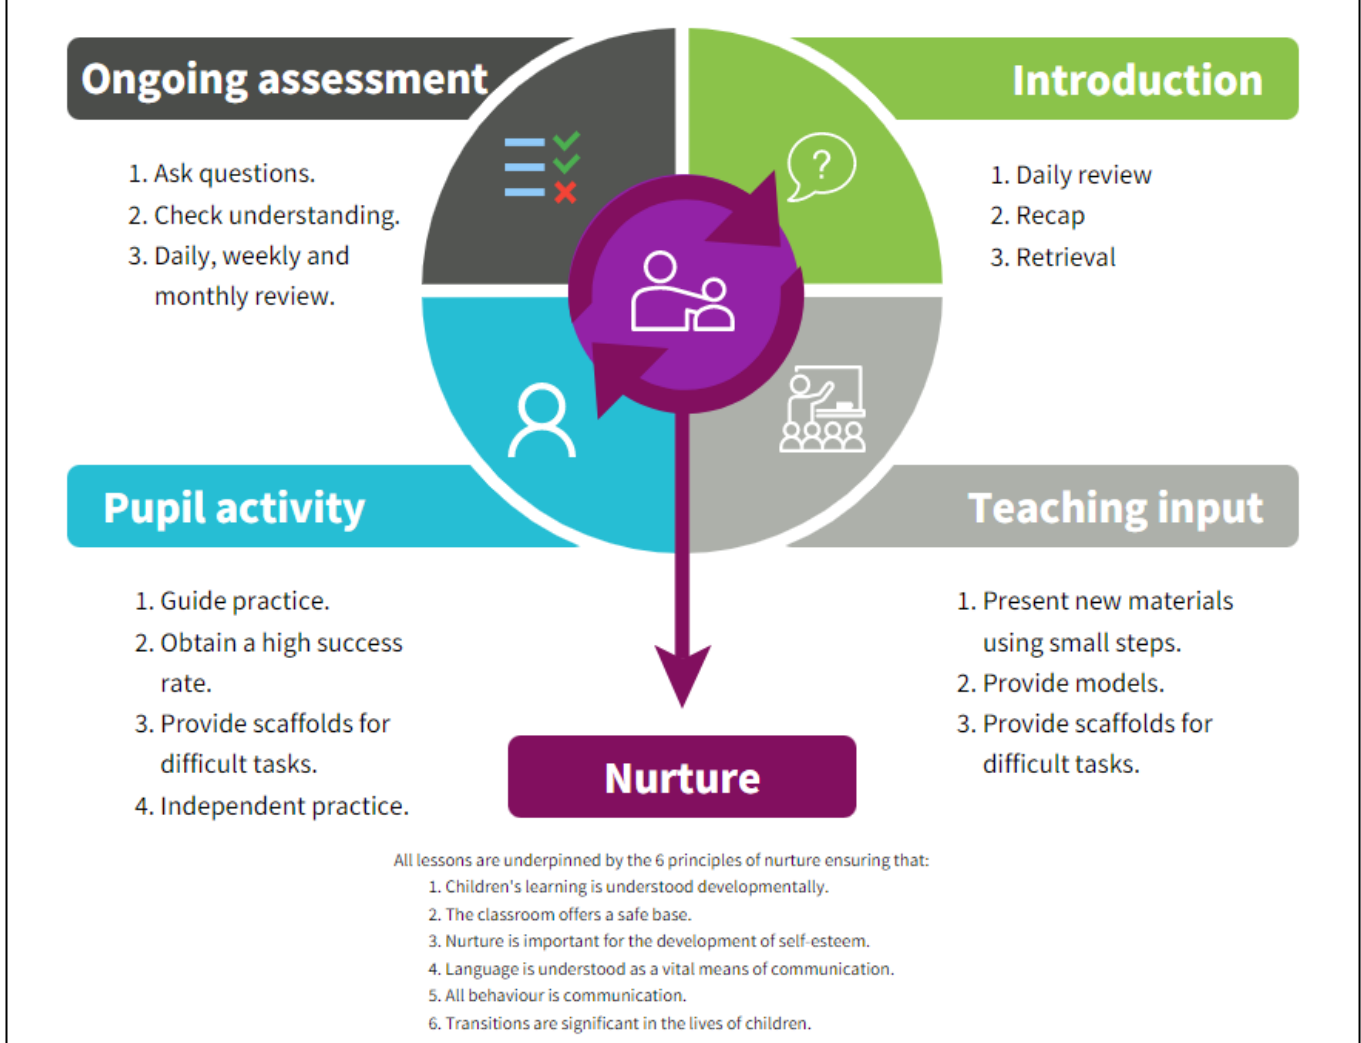 Ongoing assessment
1. Ask questions.
2. Check understanding.
3. Daily, weekly and
monthly review.
Introduction
1. Daily review
2. Recap
3. Retrieval
?
Pupil activity
1. Guide practice.
2. Obtain a high success
rate.
3. Provide scaffolds for
difficult tasks.
4. Independent practice.
Teaching input
1. Present new materials
using small steps.
2. Provide models.
3. Provide scaffolds for
difficult tasks.
Nurture
All lessons are underpinned by the 6 principles of nurture ensuring that:
1. Children's learning is understood developmentally.
2. The classroom offers a safe base.
3. Nurture is important for the development of self-esteem.
4. Language is understood as a vital means of communication.
5. All behaviour is communication.
6. Transitions are significant in the lives of children.